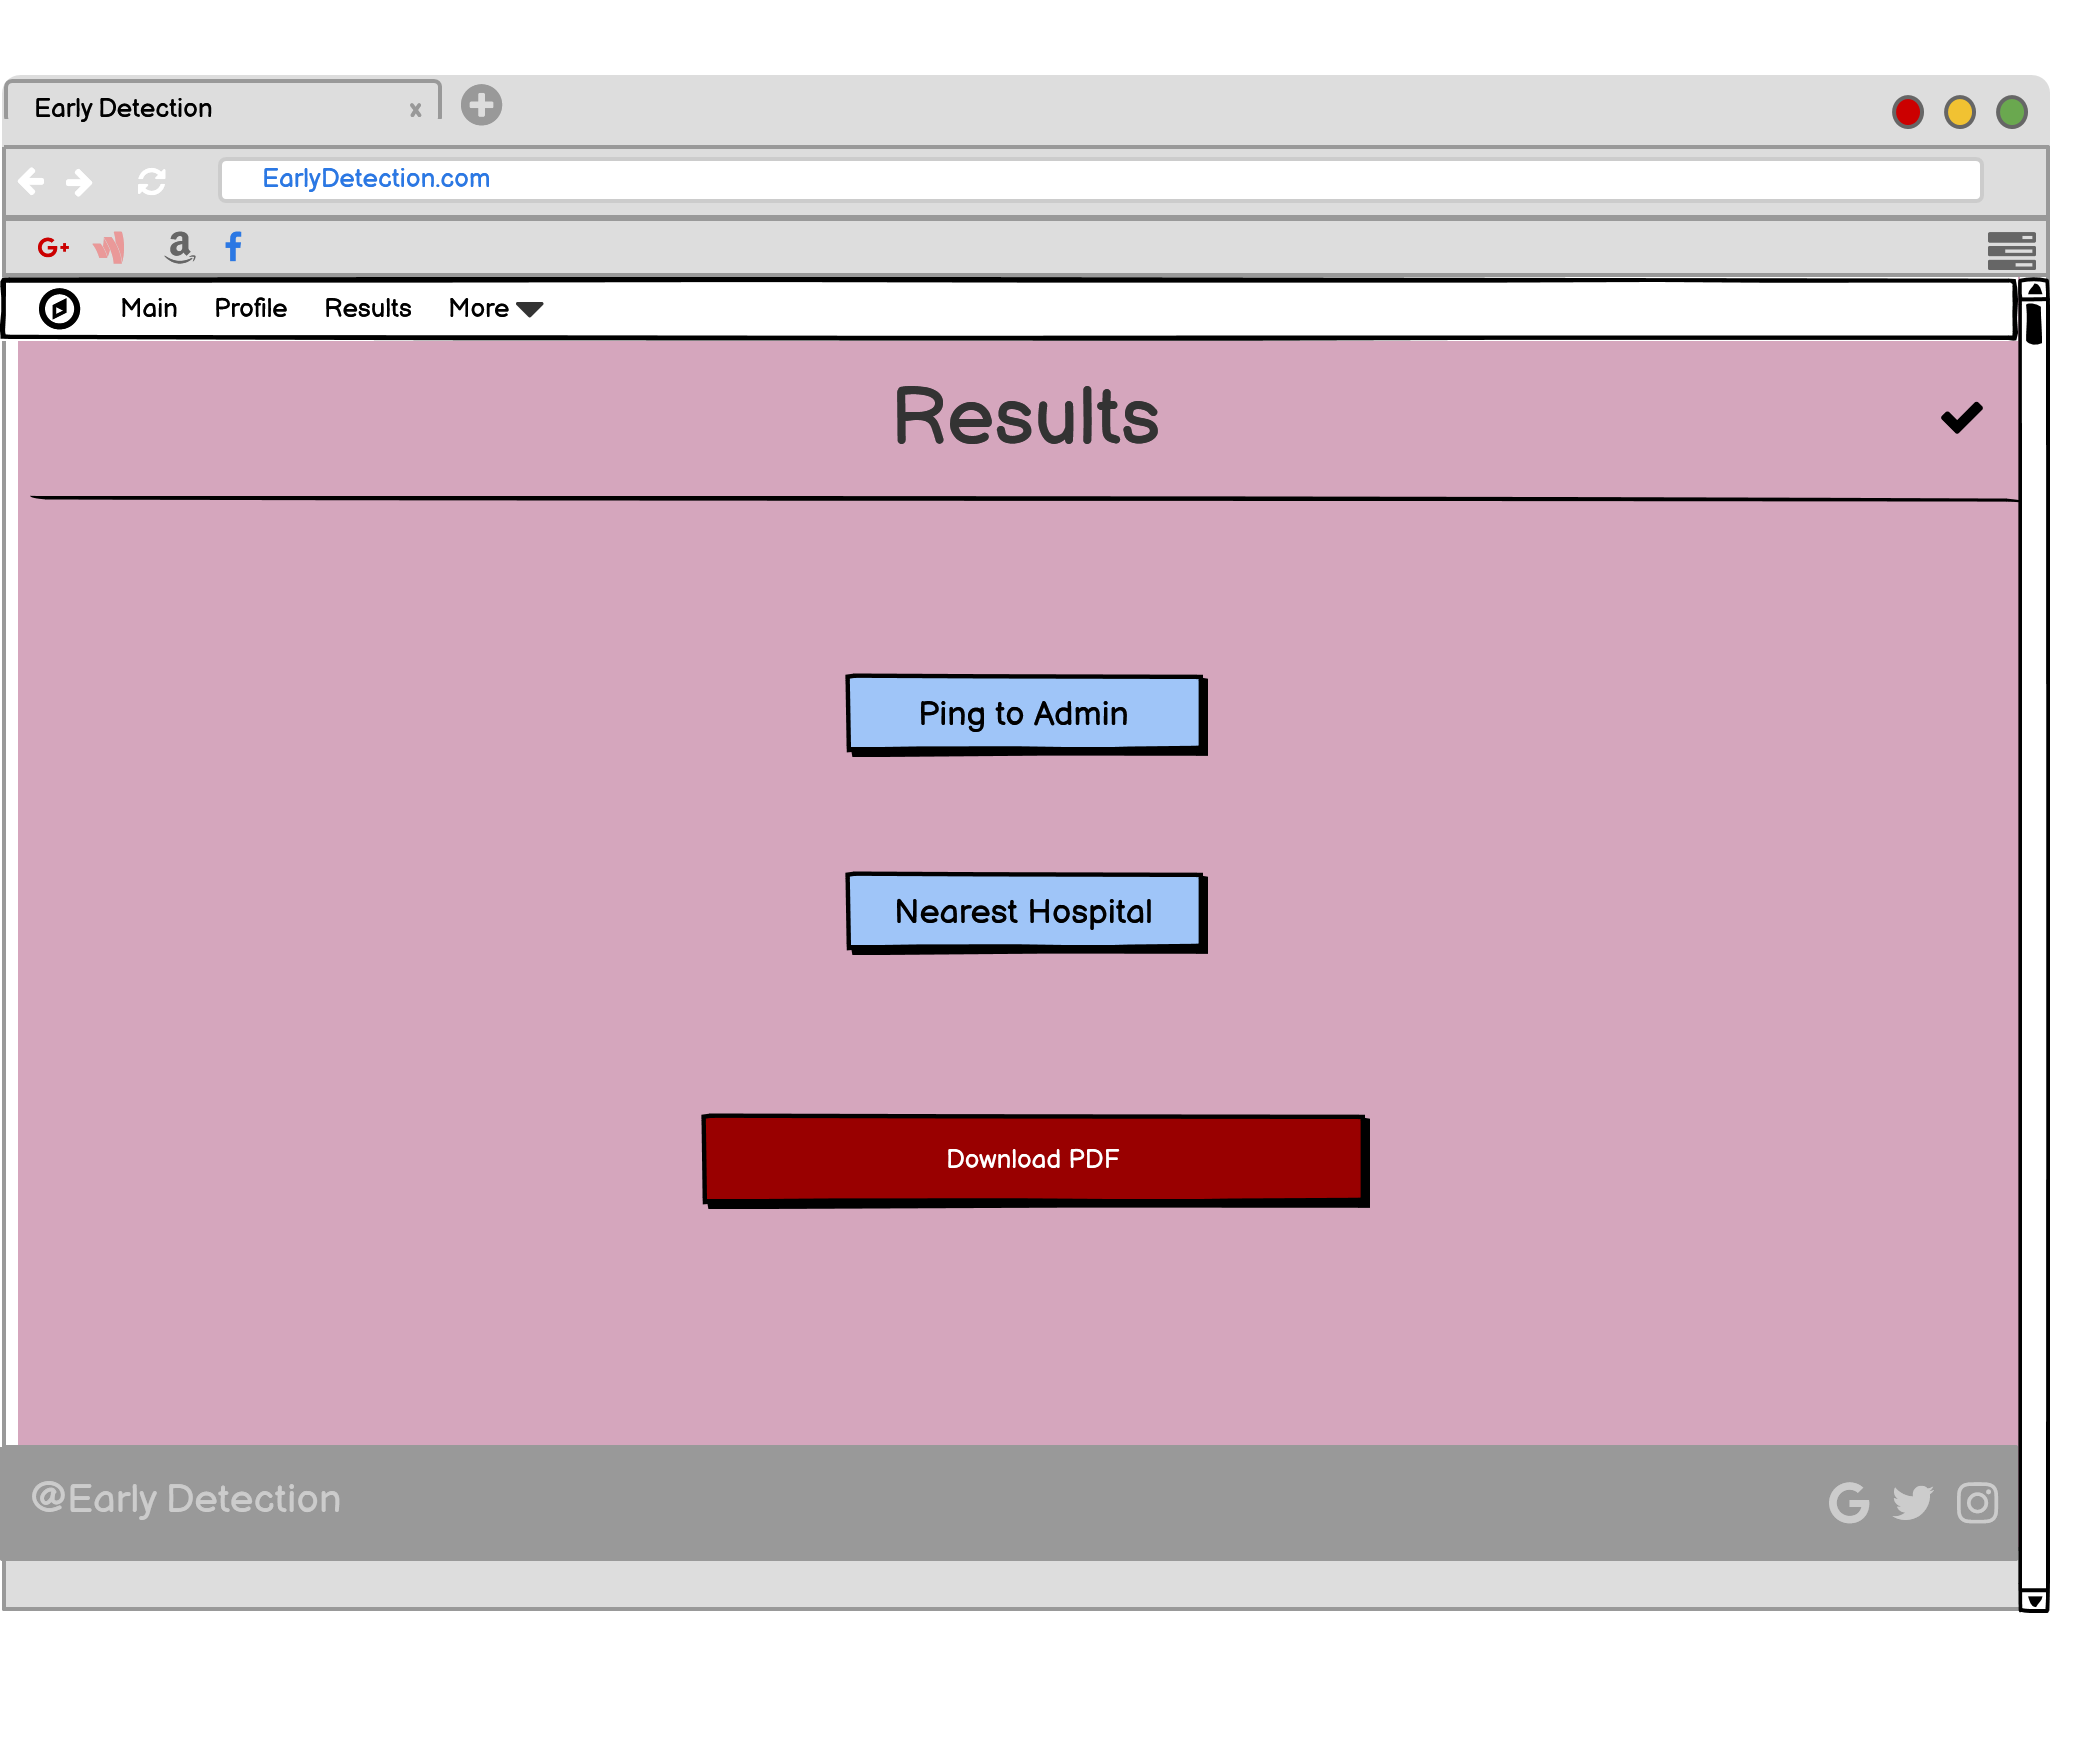 Early Detection x
EarlyDetection.com
Main Profile Results More
Results
Ping to Admin
Nearest Hospital
Download PDF
@Early Detection